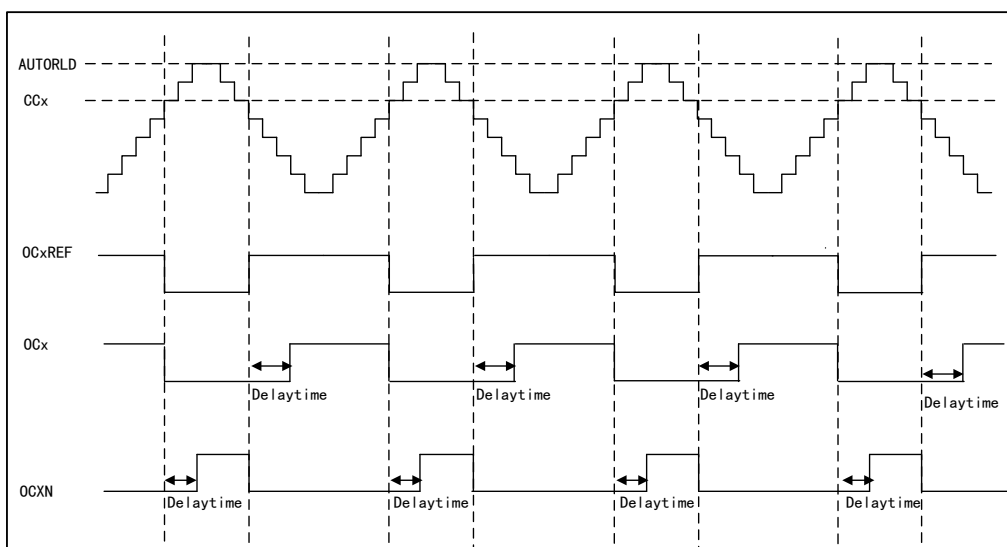 AUTORLD
CCx
OCxREF
OCx
Delaytime
Delaytime
Delaytime
Delaytime
OCXN
Delaytime
Delaytime
Delaytime
Delaytime